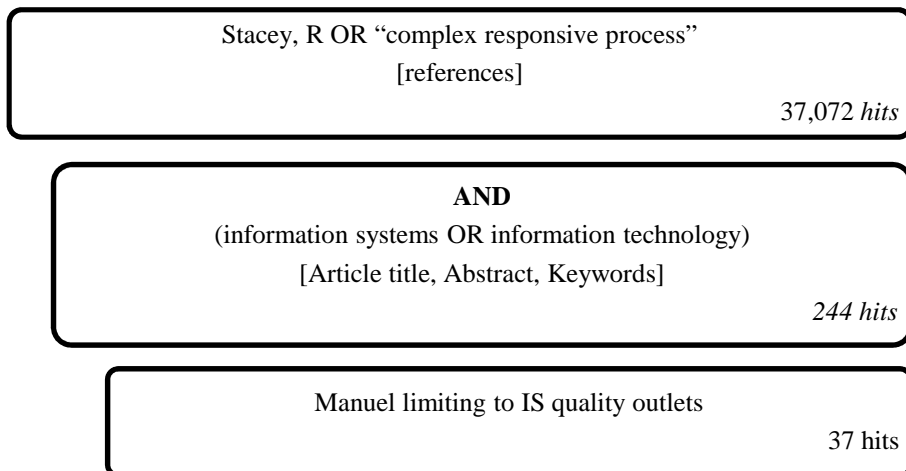 Stacey, R OR “complex responsive process”
[references]
37,072 hits
AND
(information systems OR information technology)
[Article title, Abstract, Keywords]
244 hits
Manuel limiting to IS quality outlets
37 hits